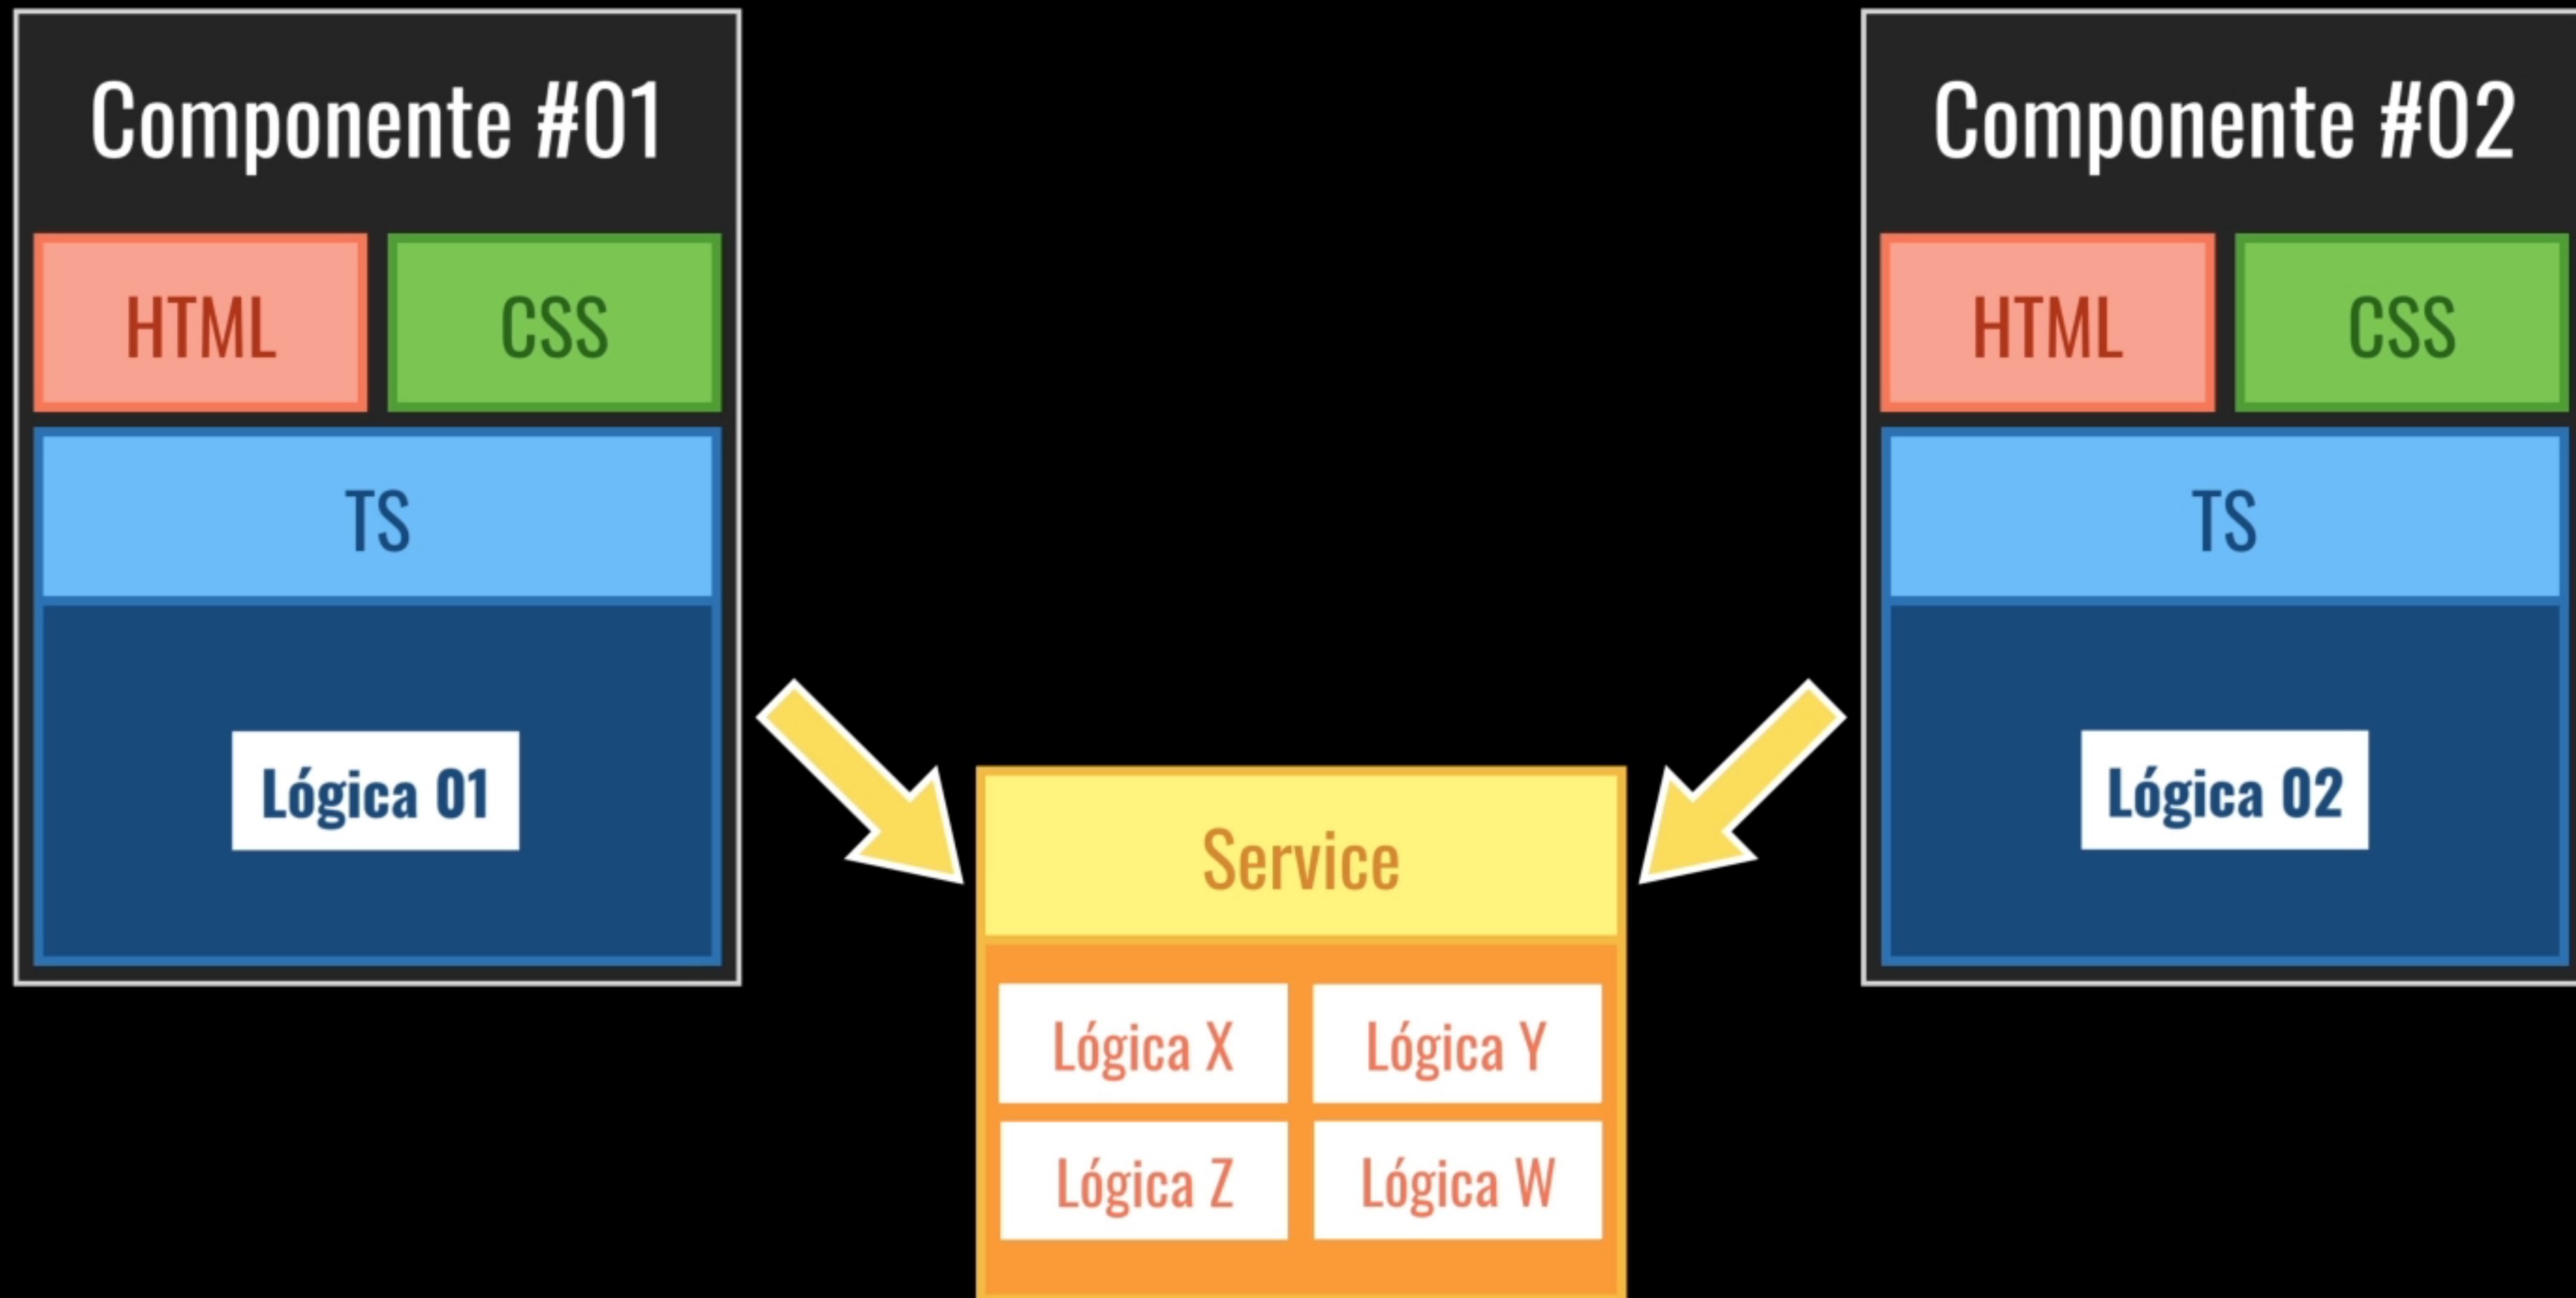 Componente #01
HTML
CSS
TS
Lógica 01
Componente #02
HTML
CSS
TS
Lógica 02
Service
Lógica X
Lógica Y
Lógica Z
Lógica W